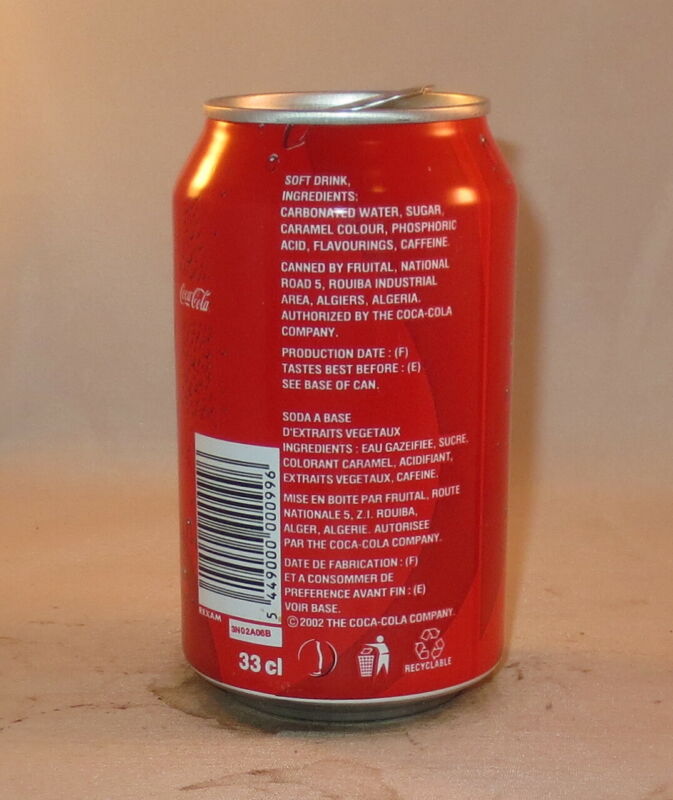 SOFT DRINK,
INGREDIENTS:
CARBONATED WATER, SUGAR,
CARAMEL COLOUR, PHOSPHORIC
ACID, FLAVOURINGS, CAFFEINE.
CANNED BY FRUITAL, NATIONAL
ROAD 5, ROUIBA INDUSTRIAL
AREA, ALGIERS, ALGERIA.
AUTHORIZED BY THE COCA-COLA
COMPANY.
PRODUCTION DATE : (F)
TASTES BEST BEFORE : (E)
SEE BASE OF CAN.
Coca-Cola
SODA A BASE
D'EXTRAITS VEGETAUX
INGREDIENTS : EAU GAZEIFIEE, SUCRE,
COLORANT CARAMEL, ACIDIFIANT,
EXTRAITS VEGETAUX, CAFEINE.
MISE EN BOITE PAR FRUITAL, ROUTE
NATIONALE 5, Z.I. ROUIBA,
ALGER, ALGERIE. AUTORISEE
PAR THE COCA-COLA COMPANY.
DATE DE FABRICATION : (F)
ET A CONSOMMER DE
PREFERENCE AVANT FIN : (E)
VOIR BASE.
© 2002 THE COCA-COLA COMPANY.
5 449000 000996
REXAM
3N02A06B
33 cl
RECYCLABLE